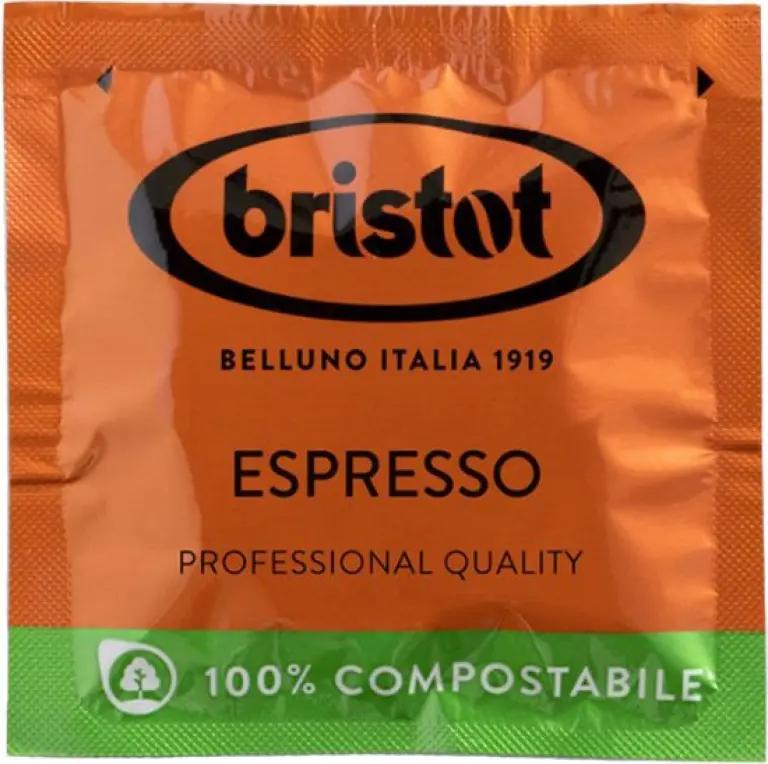 bristot
BELLUNO ITALIA 1919
ESPRESSO
PROFESSIONAL QUALITY
100% COMPOSTABILE